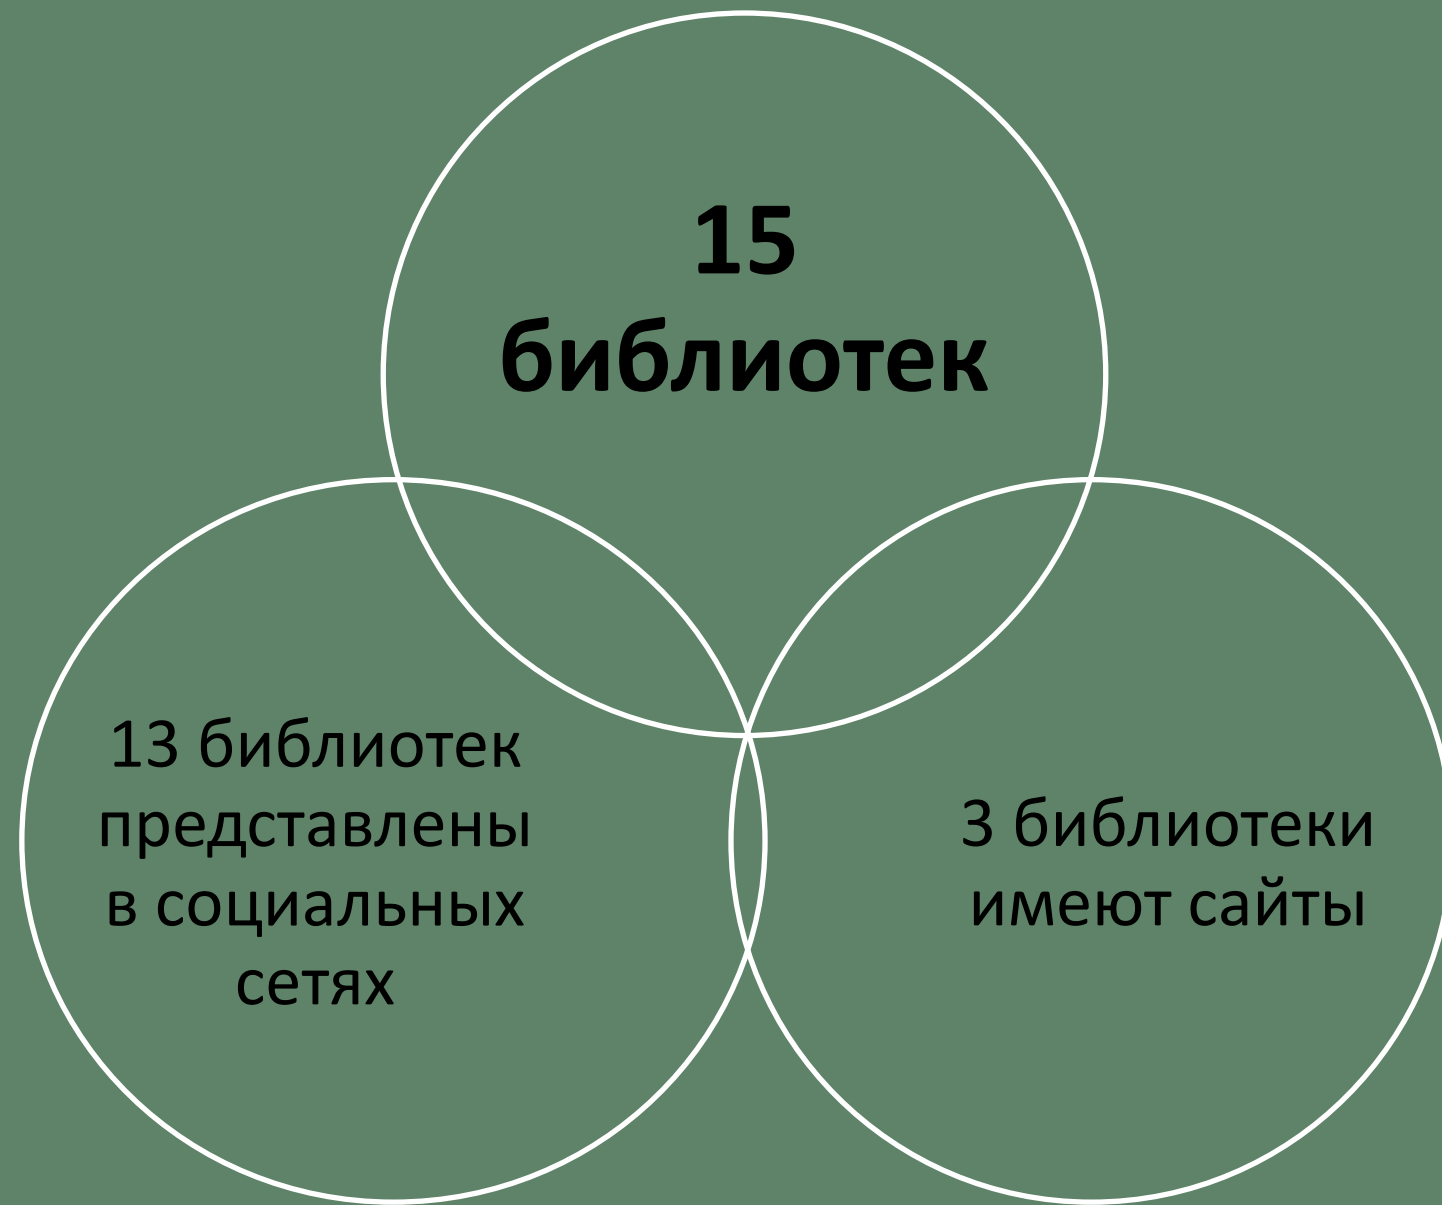 15
библиотек
13 библиотек
представлены
в социальных
сетях
3 библиотеки
имеют сайты